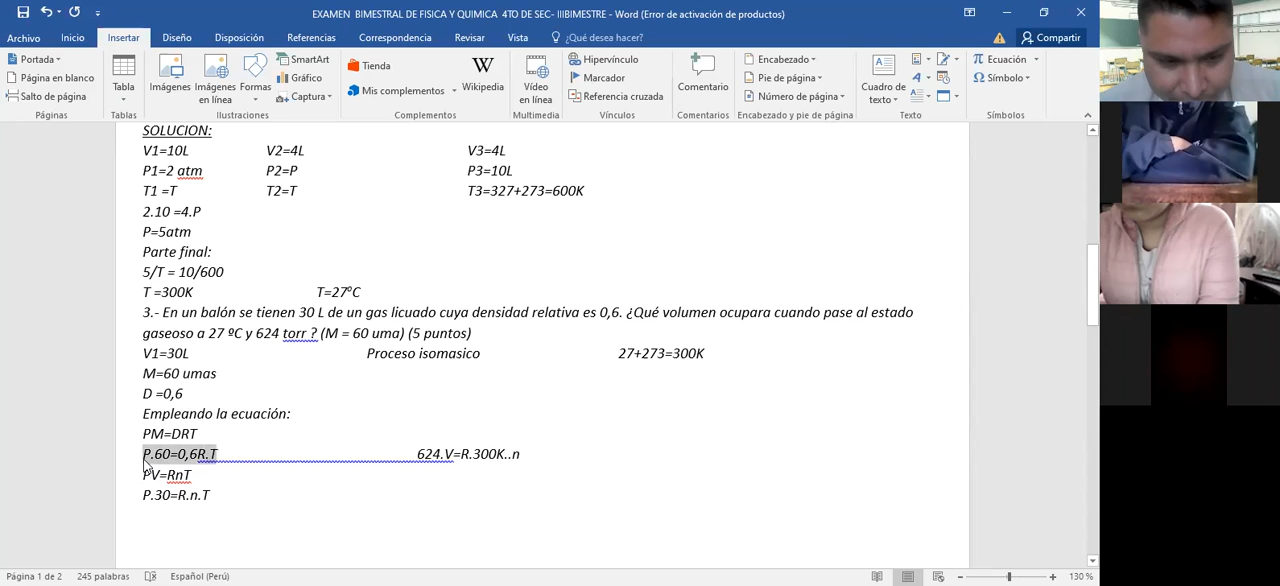 EXAMEN BIMESTRAL DE FISICA Y QUIMICA 4TO DE SEC- IIIBIMESTRE - Word (Error de activación de productos)
Archivo Inicio Insertar Diseño Disposición Referencias Correspondencia Revisar Vista ¿Qué desea hacer? Compartir
Portada
Página en blanco
Salto de página
Páginas
Tabla
Tablas
Imágenes
Imágenes en línea
Formas
SmartArt
Gráfico
Captura
Ilustraciones
Tienda
Mis complementos
W
Wikipedia
Complementos
Vídeo en línea
Multimedia
Hipervínculo
Marcador
Referencia cruzada
Vínculos
Comentario
Comentarios
Encabezado
Pie de página
Número de página
Encabezado y pie de página
Cuadro de texto
Texto
π Ecuación
Ω Símbolo
Símbolos
SOLUCION:
V1=10L V2=4L V3=4L
P1=2 atm P2=P P3=10L
T1 =T T2=T T3=327+273=600K
2.10 =4.P
P=5atm
Parte final:
5/T = 10/600
T =300K T=27ºC
3.- En un balón se tienen 30 L de un gas licuado cuya densidad relativa es 0,6. ¿Qué volumen ocupara cuando pase al estado
gaseoso a 27 ºC y 624 torr ? (M = 60 uma) (5 puntos)
V1=30L Proceso isomasico 27+273=300K
M=60 umas
D =0,6
Empleando la ecuación:
PM=DRT
P.60=0,6R.T 624.V=R.300K..n
PV=RnT
P.30=R.n.T
Página 1 de 2 245 palabras Español (Perú) 130 %